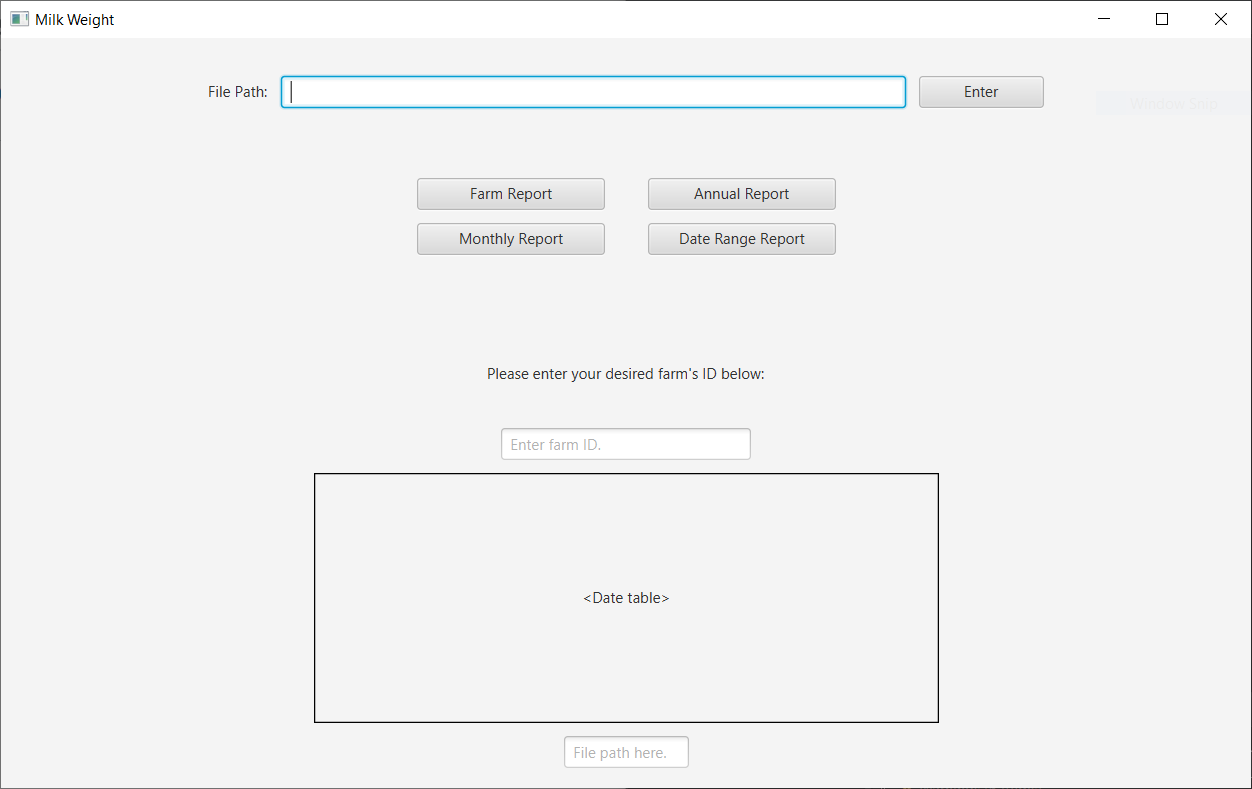 Milk Weight
File Path:
Enter
Window Snip
Farm Report
Annual Report
Monthly Report
Date Range Report
Please enter your desired farm's ID below:
Enter farm ID.
<Date table>
File path here.